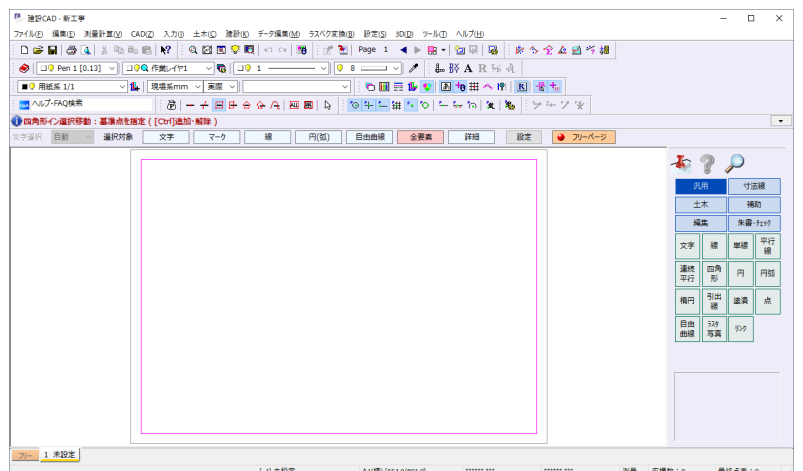 建設CAD - 新工事
ファイル(F) 編集(E) 測量計算(V) CAD(Z) 入力(I) 土木(C) 建設(K) データ編集(M) ラスベク変換(B) 設定(S) 3D(D) ツール(T) ヘルプ(H)
Page 1
Pen 1 [0.13] 作業レイヤ1 1 8
用紙系 1/1 現場系mm 実際
ヘルプ・FAQ検索
四角形イン選択移動：基準点を指定 ( [Ctrl]追加・解除 )
文字選択 自動 選択対象 文字 マーク 線 円(弧) 自由曲線 全要素 詳細 設定 フリーページ
汎用 寸法線
土木 補助
編集 朱書・ﾁｪｯｸ
文字 線 単線 平行線
連続平行 四角形 円 円弧
楕円 引出線 塗潰 点
自由曲線 ﾗｽﾀ写真 ﾘﾝｸ
フリー 1 未設定